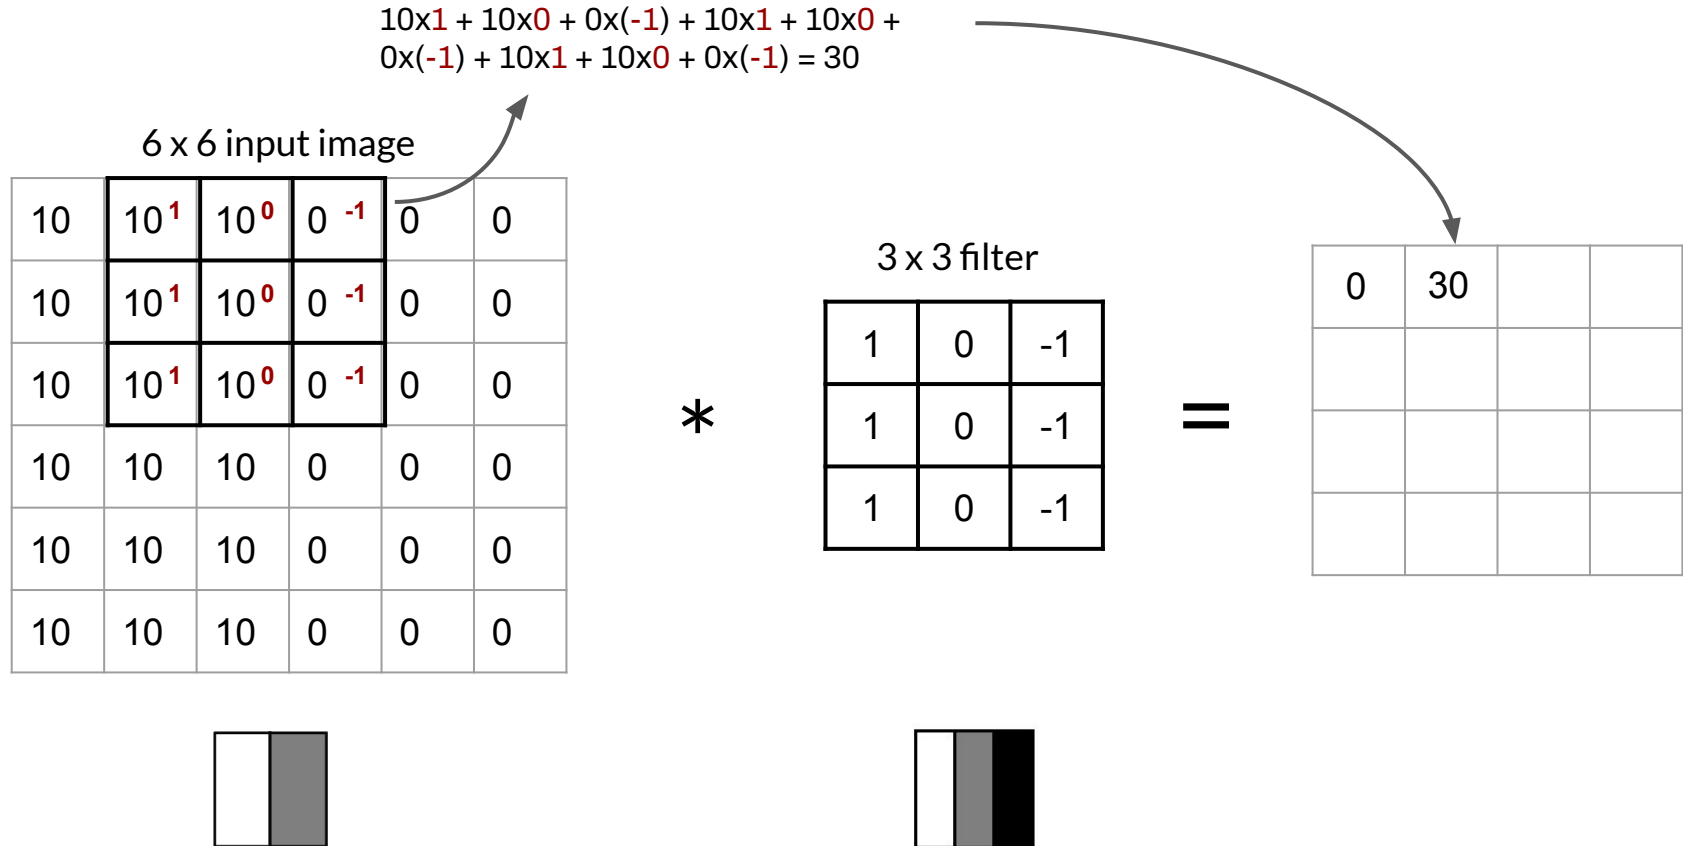 10x1 + 10x0 + 0x(-1) + 10x1 + 10x0 +
0x(-1) + 10x1 + 10x0 + 0x(-1) = 30
6 x 6 input image
10 10 1 10 0 0 -1 0 0
10 10 1 10 0 0 -1 0 0
10 10 1 10 0 0 -1 0 0
10 10 10 0 0 0
10 10 10 0 0 0
10 10 10 0 0 0
*
3 x 3 filter
1 0 -1
1 0 -1
1 0 -1
=
0 30